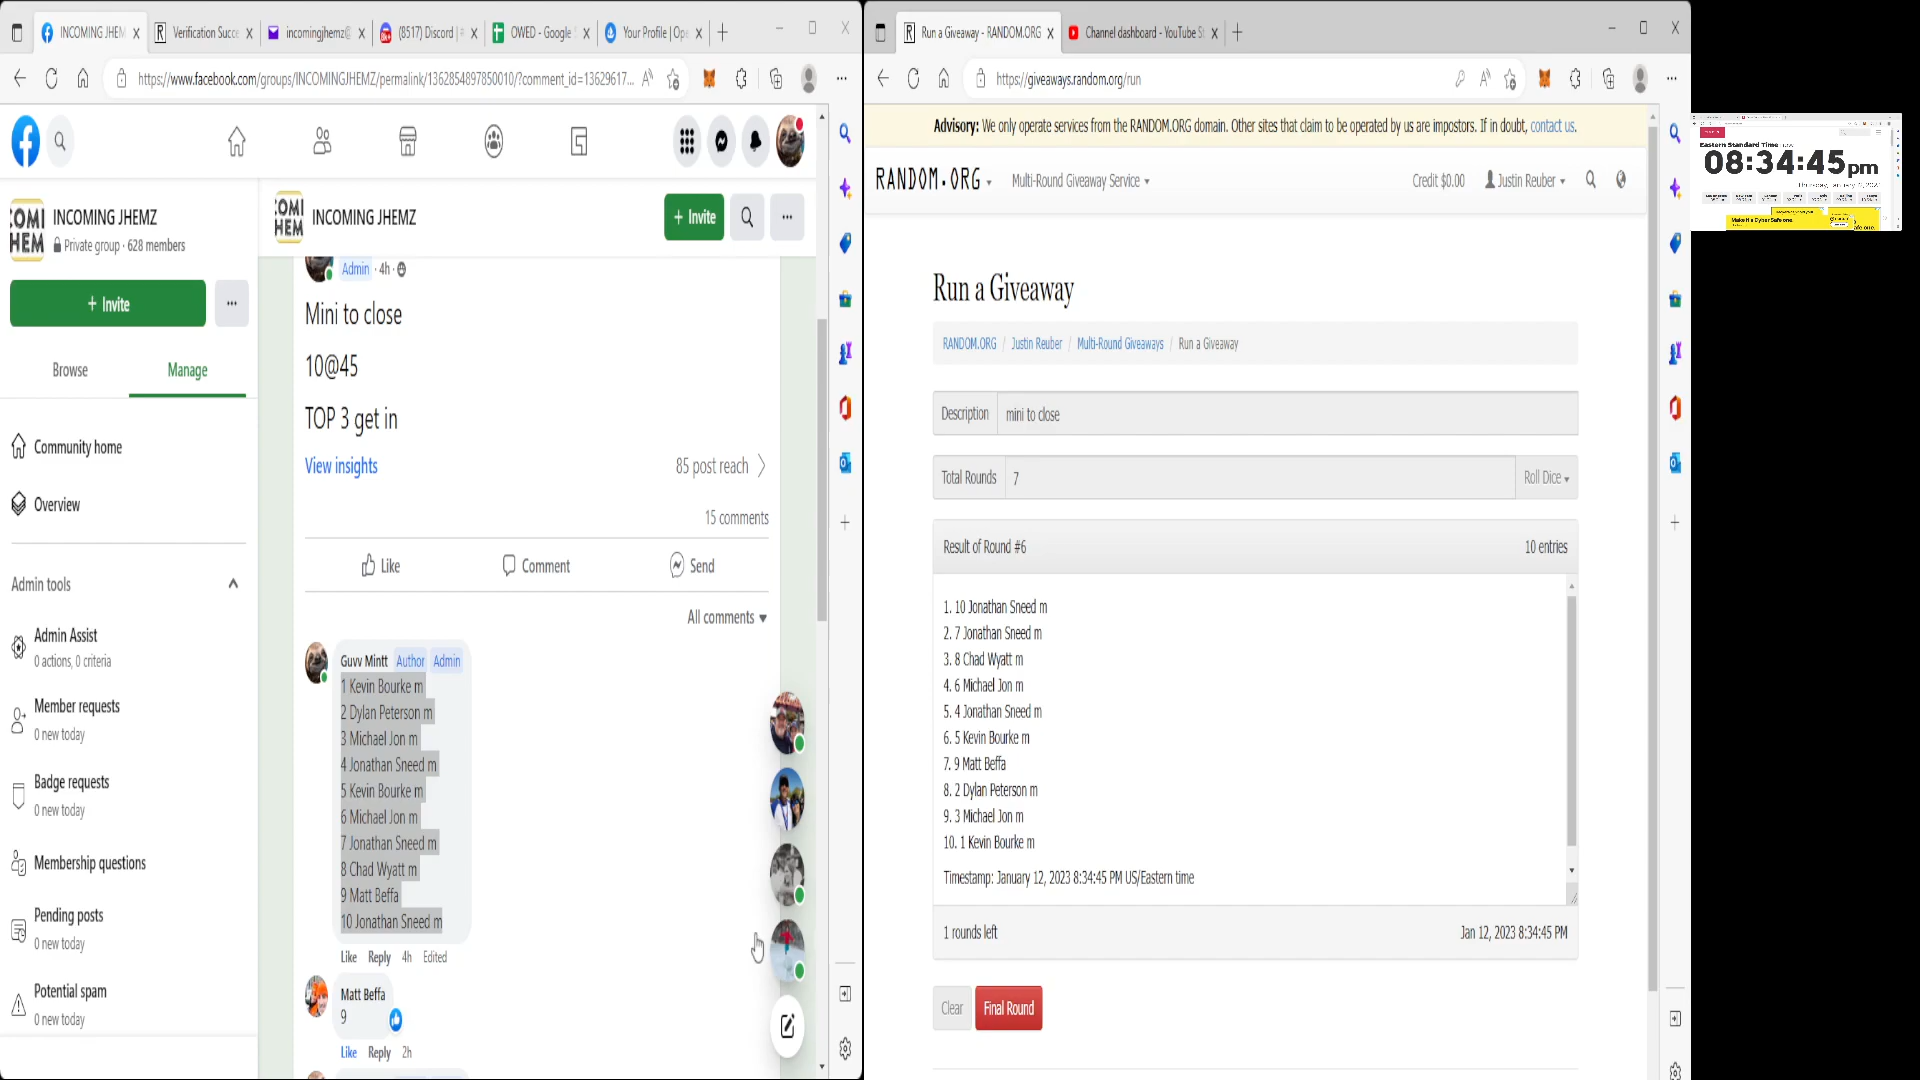 INCOMING JHEM
Verification Succe
incomingjhemz@
(8517) Discord |
OWED - Google
Your Profile | Ope
https://www.facebook.com/groups/INCOMINGJHEMZ/permalink/1362854897850010/?comment_id=13629617...
INCOMING JHEMZ
Private group · 628 members
+ Invite
Browse
Manage
Community home
Overview
Admin tools
Admin Assist
0 actions, 0 criteria
Member requests
0 new today
Badge requests
0 new today
Membership questions
Pending posts
0 new today
Potential spam
0 new today
INCOMING JHEMZ
+ Invite
Admin · 4h ·
Mini to close
10@45
TOP 3 get in
View insights
85 post reach
15 comments
Like
Comment
Send
All comments
Guvv Mintt Author Admin
1 Kevin Bourke m
2 Dylan Peterson m
3 Michael Jon m
4 Jonathan Sneed m
5 Kevin Bourke m
6 Michael Jon m
7 Jonathan Sneed m
8 Chad Wyatt m
9 Matt Beffa
10 Jonathan Sneed m
Like Reply 4h Edited
Matt Beffa
9
Like Reply 2h
Run a Giveaway - RANDOM.ORG
Channel dashboard - YouTube S
https://giveaways.random.org/run
Advisory: We only operate services from the RANDOM.ORG domain. Other sites that claim to be operated by us are impostors. If in doubt, contact us.
RANDOM.ORG
Multi-Round Giveaway Service
Credit $0.00
Justin Reuber
Run a Giveaway
RANDOM.ORG / Justin Reuber / Multi-Round Giveaways / Run a Giveaway
Description mini to close
Total Rounds 7 Roll Dice
Result of Round #6 10 entries
1. 10 Jonathan Sneed m
2. 7 Jonathan Sneed m
3. 8 Chad Wyatt m
4. 6 Michael Jon m
5. 4 Jonathan Sneed m
6. 5 Kevin Bourke m
7. 9 Matt Beffa
8. 2 Dylan Peterson m
9. 3 Michael Jon m
10. 1 Kevin Bourke m
Timestamp: January 12, 2023 8:34:45 PM US/Eastern time
1 rounds left Jan 12, 2023 8:34:45 PM
Clear Final Round
Eastern Standard Time
08:34:45 pm